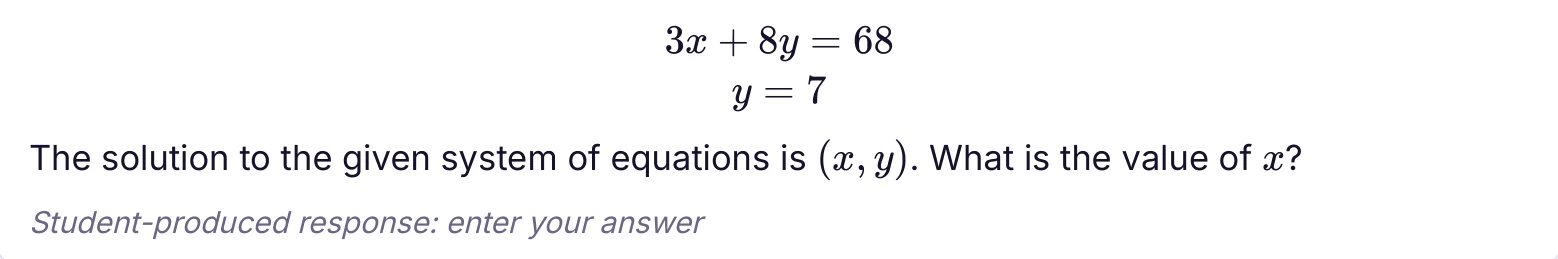 3x + 8y = 68
y = 7
The solution to the given system of equations is (x, y). What is the value of x?
Student-produced response: enter your answer